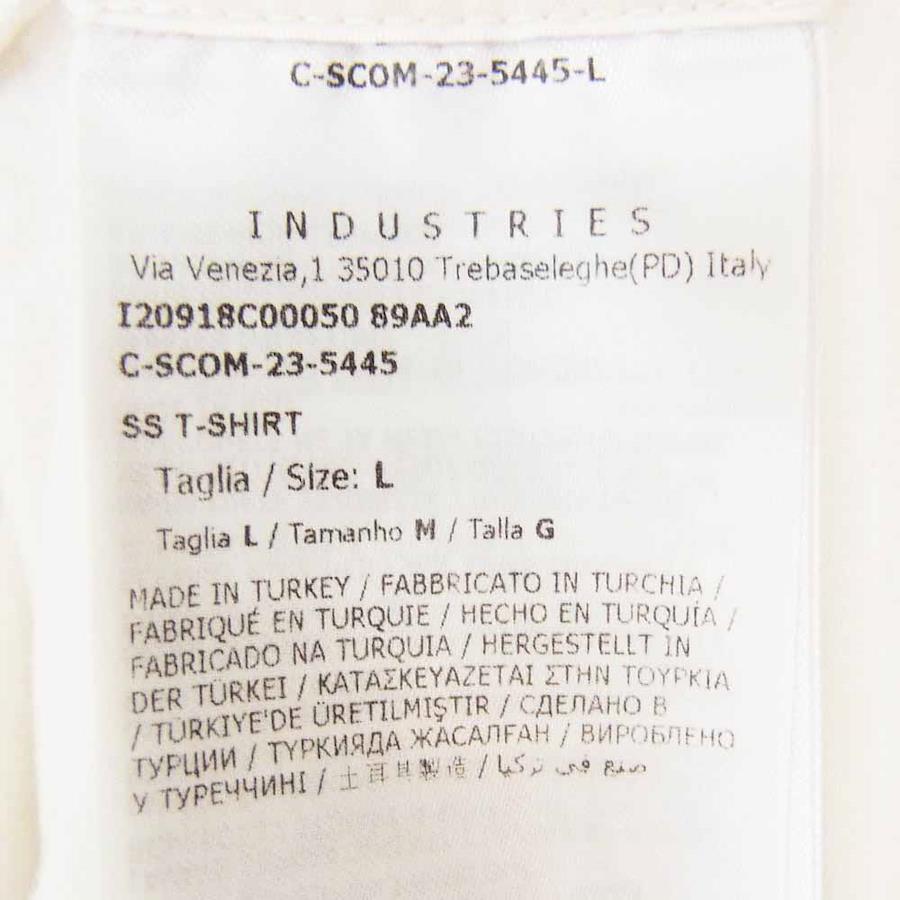 C-SCOM-23-5445-L
INDUSTRIES
Via Venezia,1 35010 Trebaseleghe(PD) Italy
I20918C00050 89AA2
C-SCOM-23-5445
SS T-SHIRT
Taglia / Size: L
Taglia L / Tamanho M / Talla G
MADE IN TURKEY / FABBRICATO IN TURCHIA /
FABRIQUÉ EN TURQUIE / HECHO EN TURQUÍA /
FABRICADO NA TURQUIA / HERGESTELLT IN
DER TÜRKEI / ΚΑΤΑΣΚΕΥΑΖΕΤΑΙ ΣΤΗΝ ΤΟΥΡΚΙΑ
/ TÜRKIYE'DE ÜRETILMIŞTIR / СДЕЛАНО В
ТУРЦИИ / ТҮРКИЯДА ЖАСАЛҒАН / ВИРОБЛЕНО
У ТУРЕЧЧИНІ / 土耳其製造 / صنع في تركيا